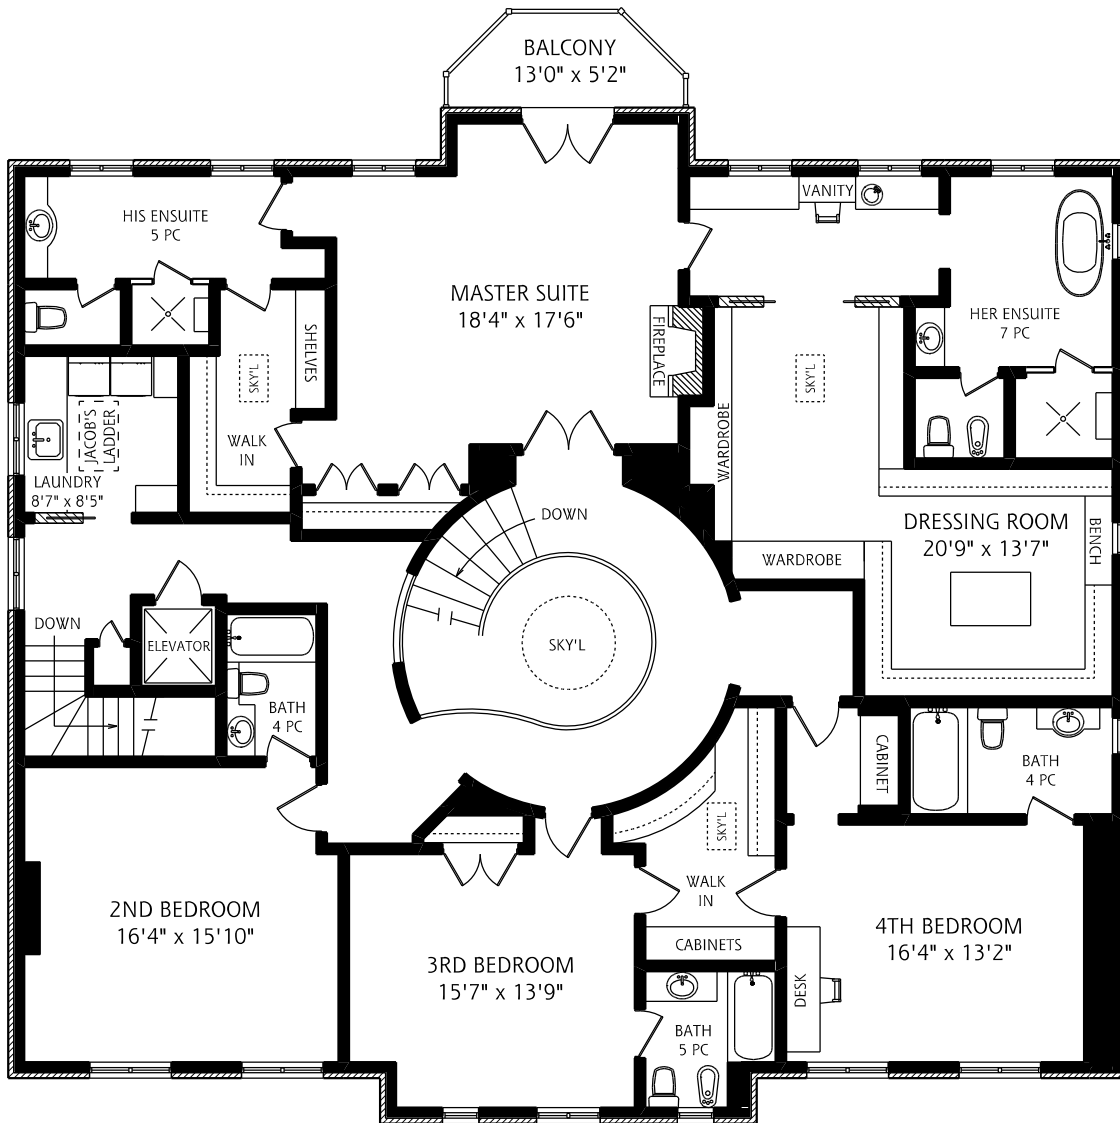 BALCONY
13'0" x 5'2"
HIS ENSUITE
5 PC
VANITY
MASTER SUITE
18'4" x 17'6"
FIREPLACE
HER ENSUITE
7 PC
SHELVES
SKY'L
SKY'L
JACOB'S
LADDER
WALK
IN
WARDROBE
LAUNDRY
8'7" x 8'5"
DOWN
DRESSING ROOM
20'9" x 13'7"
BENCH
WARDROBE
DOWN
ELEVATOR
SKY'L
BATH
4 PC
CABINET
BATH
4 PC
SKY'L
WALK
IN
2ND BEDROOM
16'4" x 15'10"
4TH BEDROOM
16'4" x 13'2"
CABINETS
3RD BEDROOM
15'7" x 13'9"
DESK
BATH
5 PC